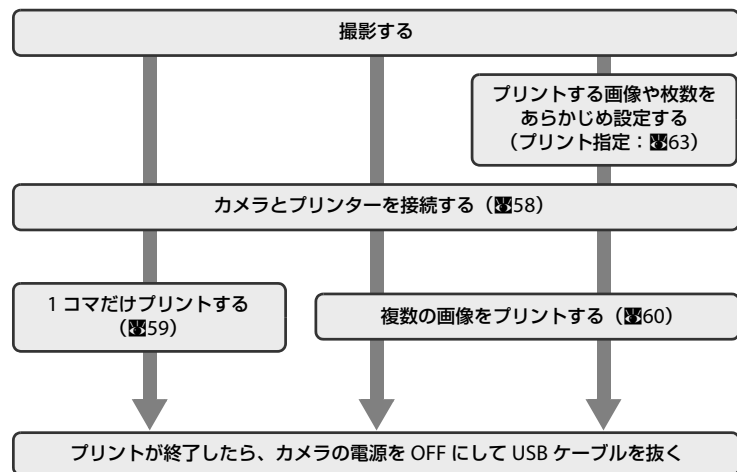 撮影する
プリントする画像や枚数を
あらかじめ設定する
(プリント指定:63)
カメラとプリンターを接続する(58)
1 コマだけプリントする
(59)
複数の画像をプリントする(60)
プリントが終了したら、カメラの電源を OFF にして USB ケーブルを抜く